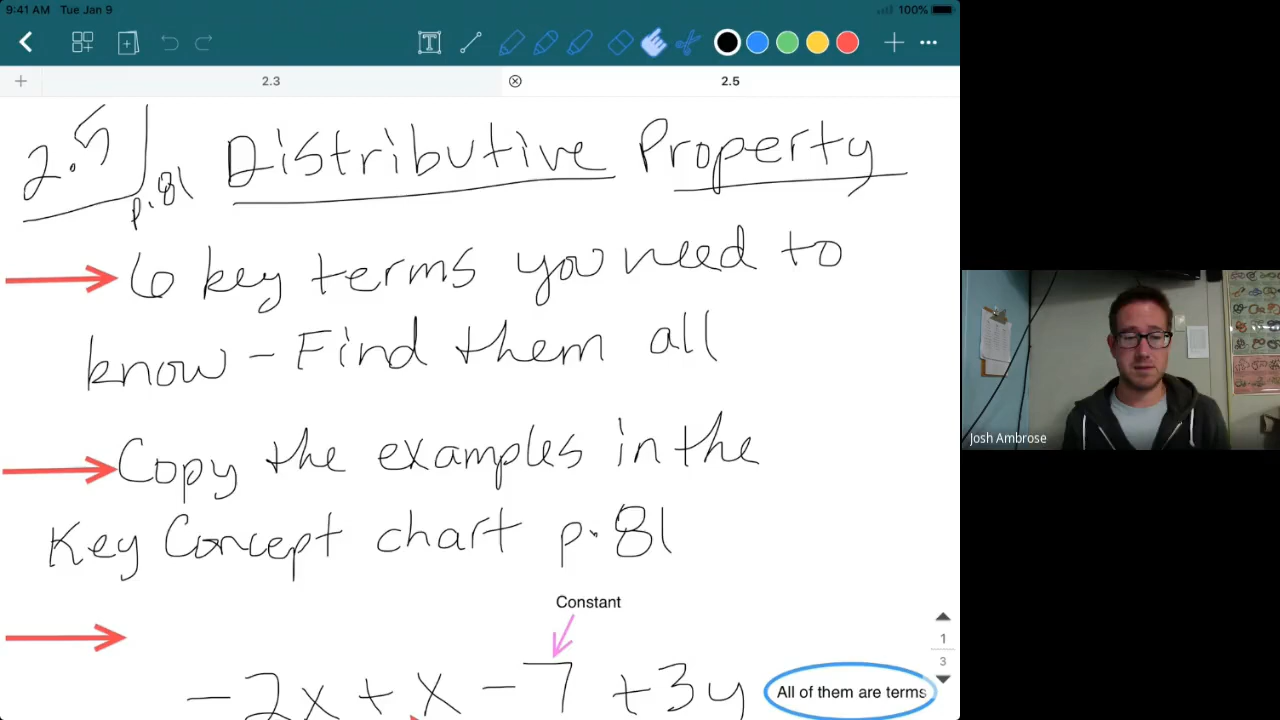 9:41 AM Tue Jan 9
100%
2.3
2.5
2.5 Distributive Property
p.81
6 key terms you need to
know - Find them all
Copy the examples in the
Key Concept chart p.81
Constant
-2x + x - 7 + 3y
All of them are terms
1
3
Josh Ambrose